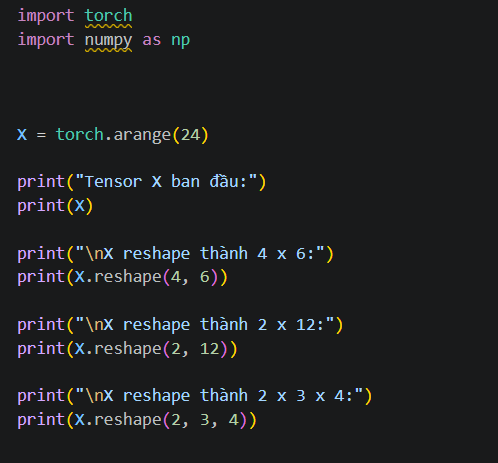 import torch
import numpy as np
X = torch.arange(24)
print("Tensor X ban đầu:")
print(X)
print("\nX reshape thành 4 x 6:")
print(X.reshape(4, 6))
print("\nX reshape thành 2 x 12:")
print(X.reshape(2, 12))
print("\nX reshape thành 2 x 3 x 4:")
print(X.reshape(2, 3, 4))